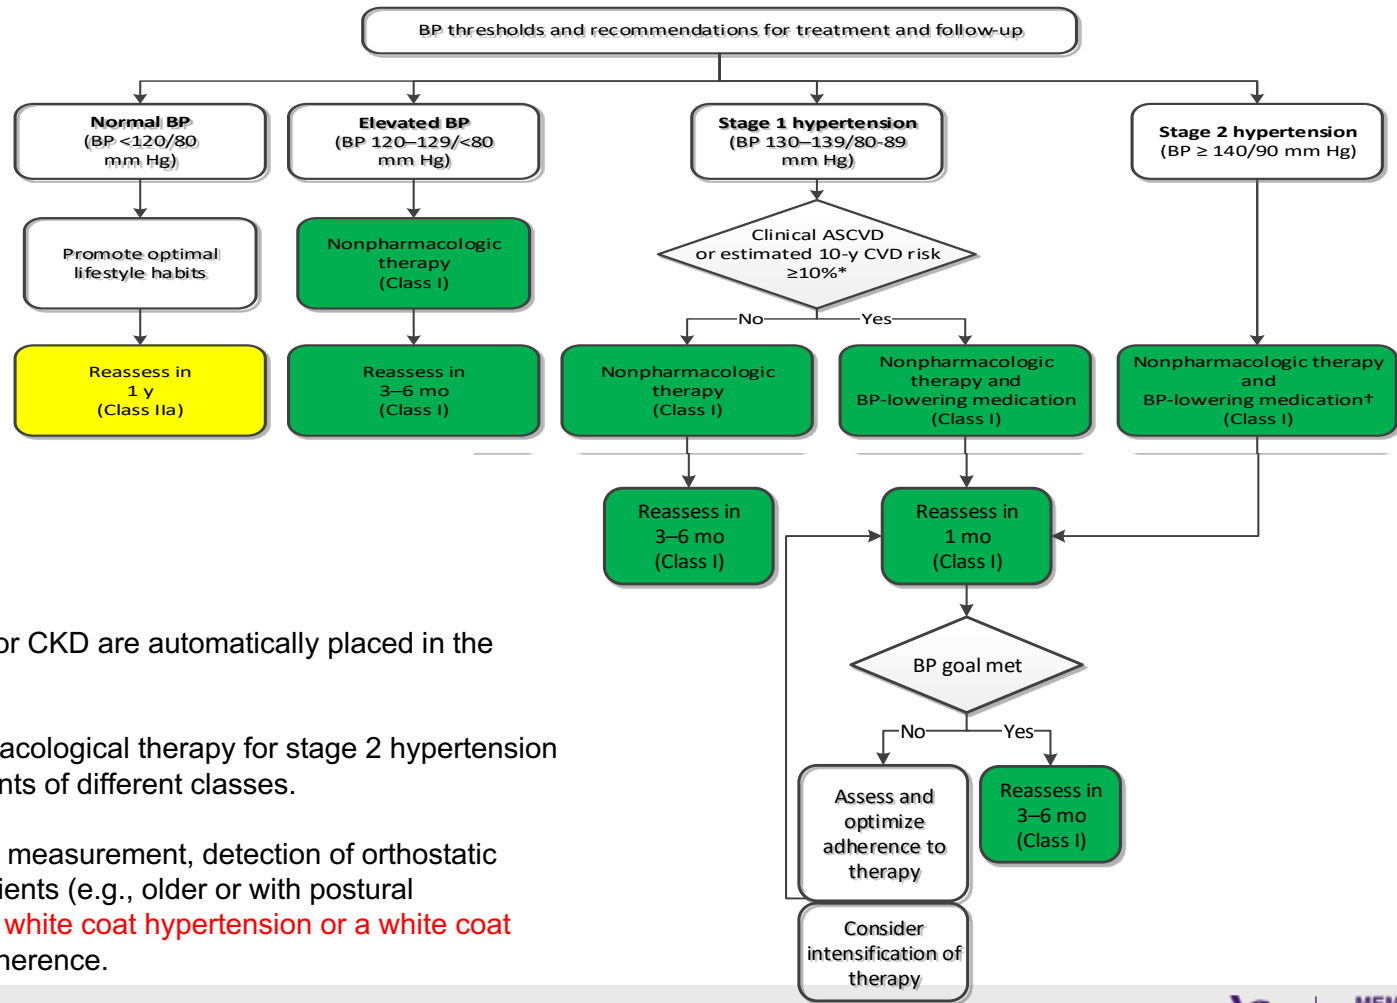 BP thresholds and recommendations for treatment and follow-up
Normal BP
(BP <120/80
mm Hg)
Elevated BP
(BP 120–129/<80
mm Hg)
Stage 1 hypertension
(BP 130–139/80-89
mm Hg)
Stage 2 hypertension
(BP ≥ 140/90 mm Hg)
Promote optimal
lifestyle habits
Nonpharmacologic
therapy
(Class I)
Clinical ASCVD
or estimated 10-y CVD risk
≥10%*
No
Yes
Reassess in
1 y
(Class IIa)
Reassess in
3–6 mo
(Class I)
Nonpharmacologic
therapy
(Class I)
Nonpharmacologic
therapy and
BP-lowering medication
(Class I)
Nonpharmacologic therapy
and
BP-lowering medication†
(Class I)
Reassess in
3–6 mo
(Class I)
Reassess in
1 mo
(Class I)
BP goal met
No
Yes
Assess and
optimize
adherence to
therapy
Reassess in
3–6 mo
(Class I)
Consider
intensification of
therapy
or CKD are automatically placed in the
acological therapy for stage 2 hypertension
nts of different classes.
measurement, detection of orthostatic
ients (e.g., older or with postural
white coat hypertension or a white coat
herence.